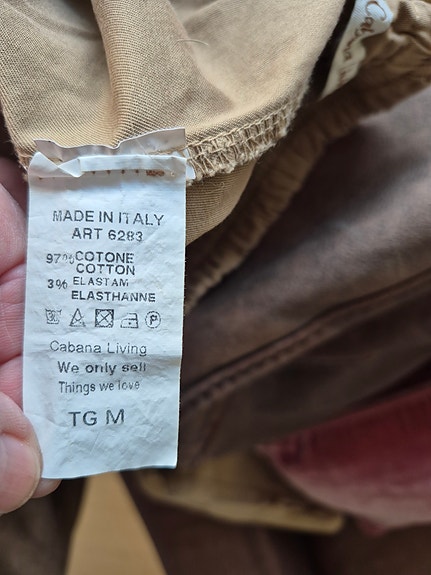 MADE IN ITALY
ART 6283
97% COTONE
COTTON
3% ELASTAM
ELASTHANNE
P
Cabana Living
We only sell
Things we love
TG M